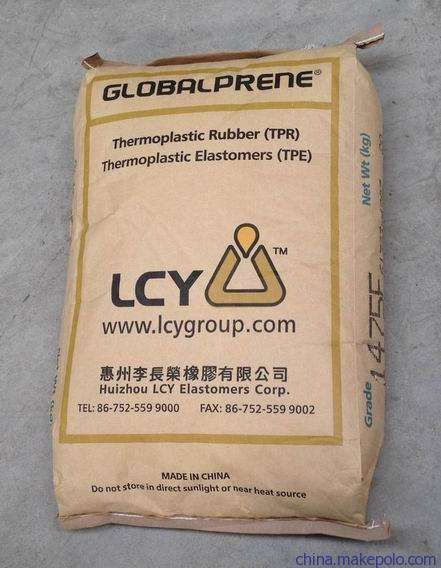 GLOBALPRENE®
Thermoplastic Rubber (TPR)
Thermoplastic Elastomers (TPE)
LCY™
www.lcygroup.com
惠州李長榮橡膠有限公司
Huizhou LCY Elastomers Corp.
TEL: 86-752-559 9000 FAX: 86-752-559 9002
MADE IN CHINA
Do not store in direct sunlight or near heat source
Net Wt (kg)
Grade 1475F
china.makepolo.com